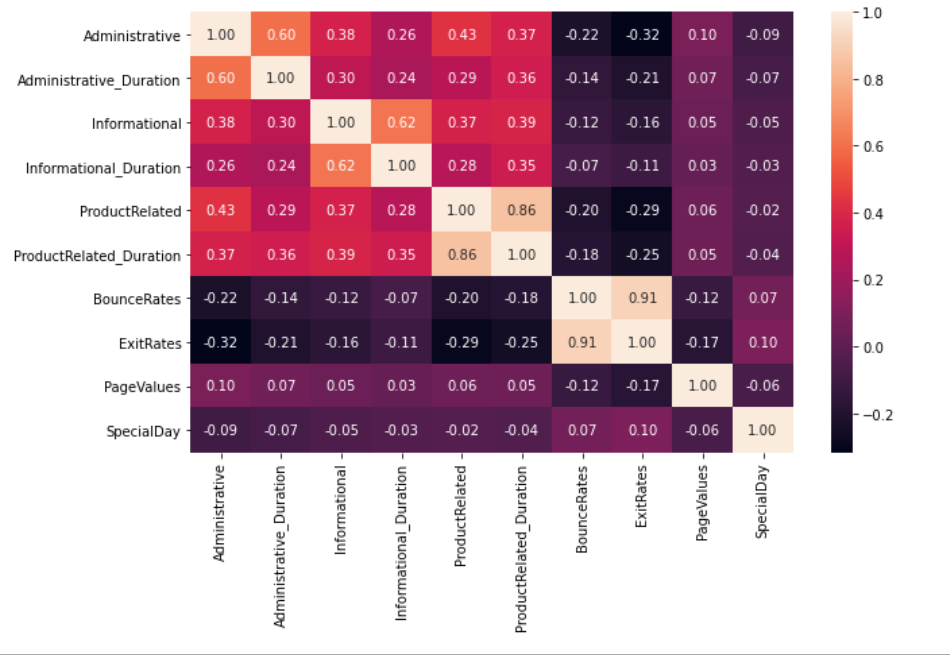 Administrative 1.00 0.60 0.38 0.26 0.43 0.37 -0.22 -0.32 0.10 -0.09
Administrative_Duration 0.60 1.00 0.30 0.24 0.29 0.36 -0.14 -0.21 0.07 -0.07
Informational 0.38 0.30 1.00 0.62 0.37 0.39 -0.12 -0.16 0.05 -0.05
Informational_Duration 0.26 0.24 0.62 1.00 0.28 0.35 -0.07 -0.11 0.03 -0.03
ProductRelated 0.43 0.29 0.37 0.28 1.00 0.86 -0.20 -0.29 0.06 -0.02
ProductRelated_Duration 0.37 0.36 0.39 0.35 0.86 1.00 -0.18 -0.25 0.05 -0.04
BounceRates -0.22 -0.14 -0.12 -0.07 -0.20 -0.18 1.00 0.91 -0.12 0.07
ExitRates -0.32 -0.21 -0.16 -0.11 -0.29 -0.25 0.91 1.00 -0.17 0.10
PageValues 0.10 0.07 0.05 0.03 0.06 0.05 -0.12 -0.17 1.00 -0.06
SpecialDay -0.09 -0.07 -0.05 -0.03 -0.02 -0.04 0.07 0.10 -0.06 1.00
Administrative
Administrative_Duration
Informational
Informational_Duration
ProductRelated
ProductRelated_Duration
BounceRates
ExitRates
PageValues
SpecialDay
1.0
0.8
0.6
0.4
0.2
0.0
−0.2